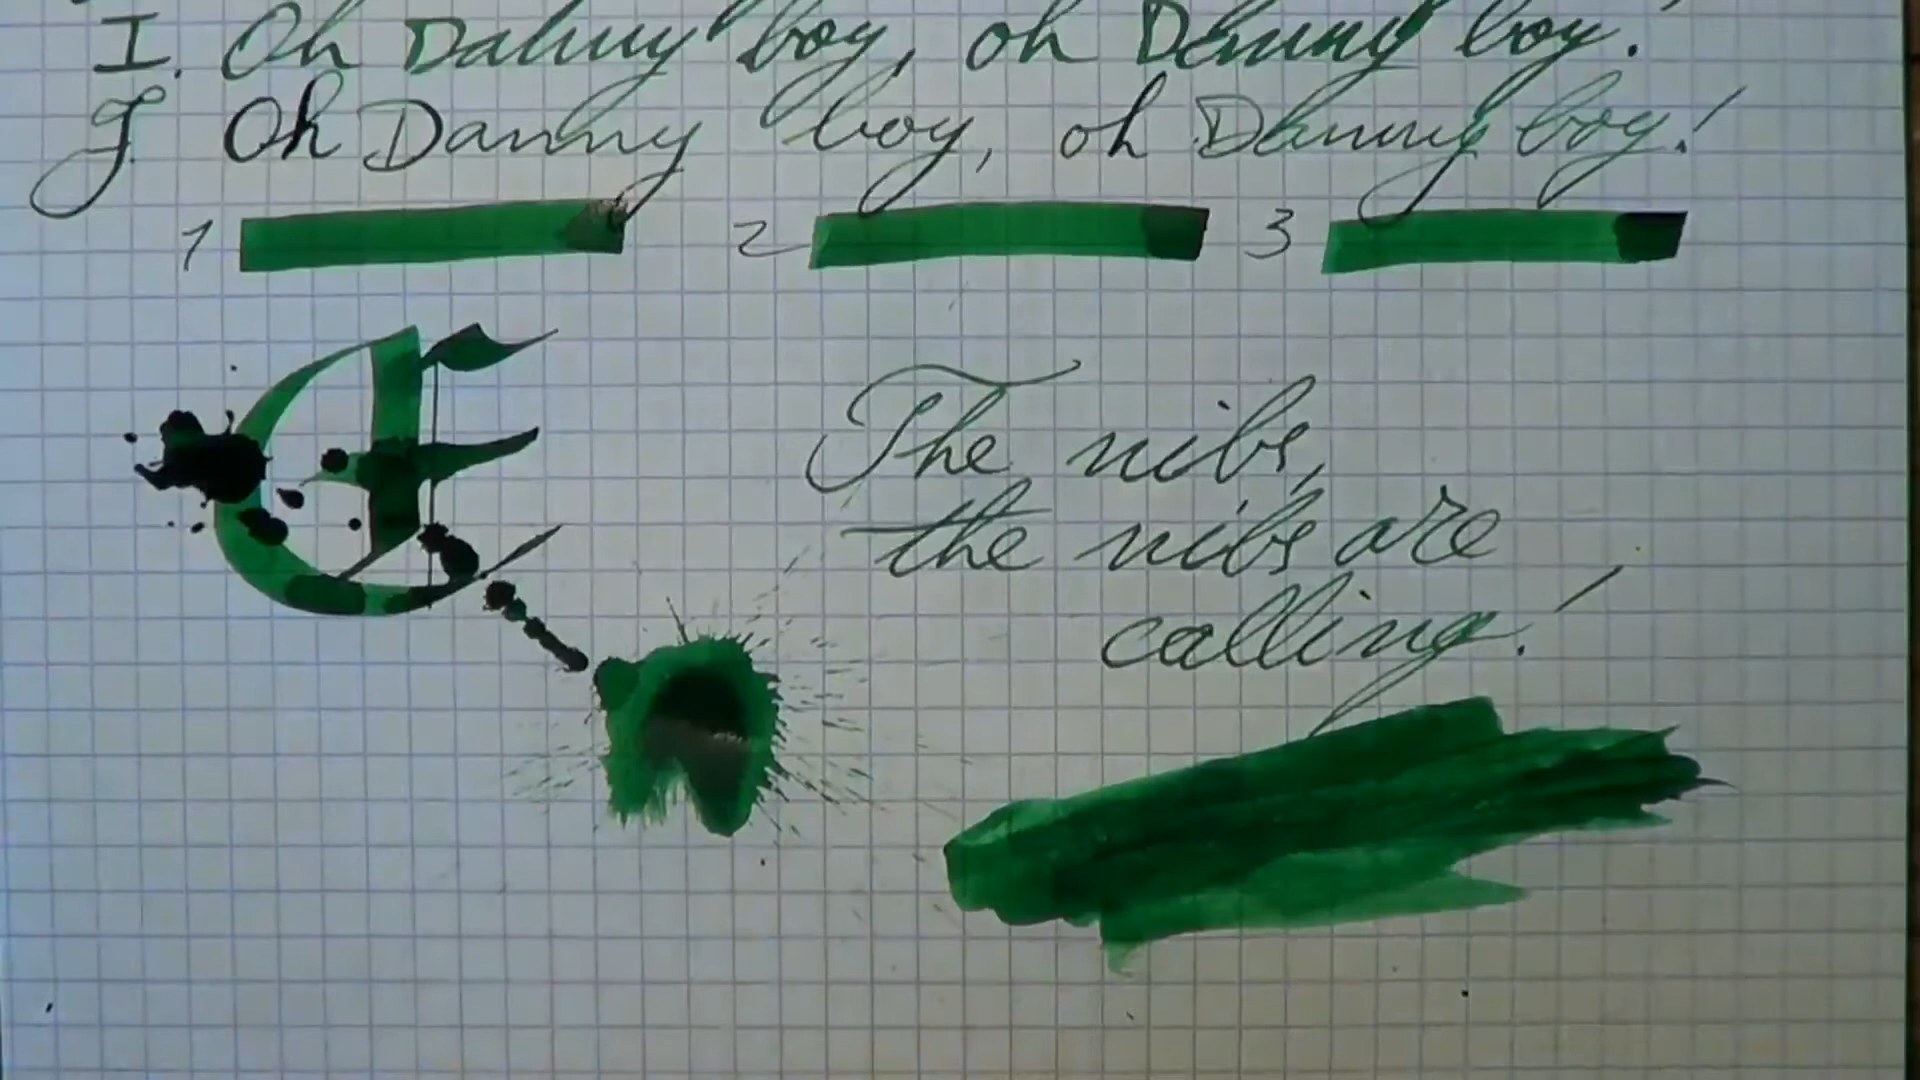 I. Oh Danny boy, oh Danny boy!
J. Oh Danny boy, oh Danny boy!
1 2 3
E
The nibs,
the nibs are
calling!